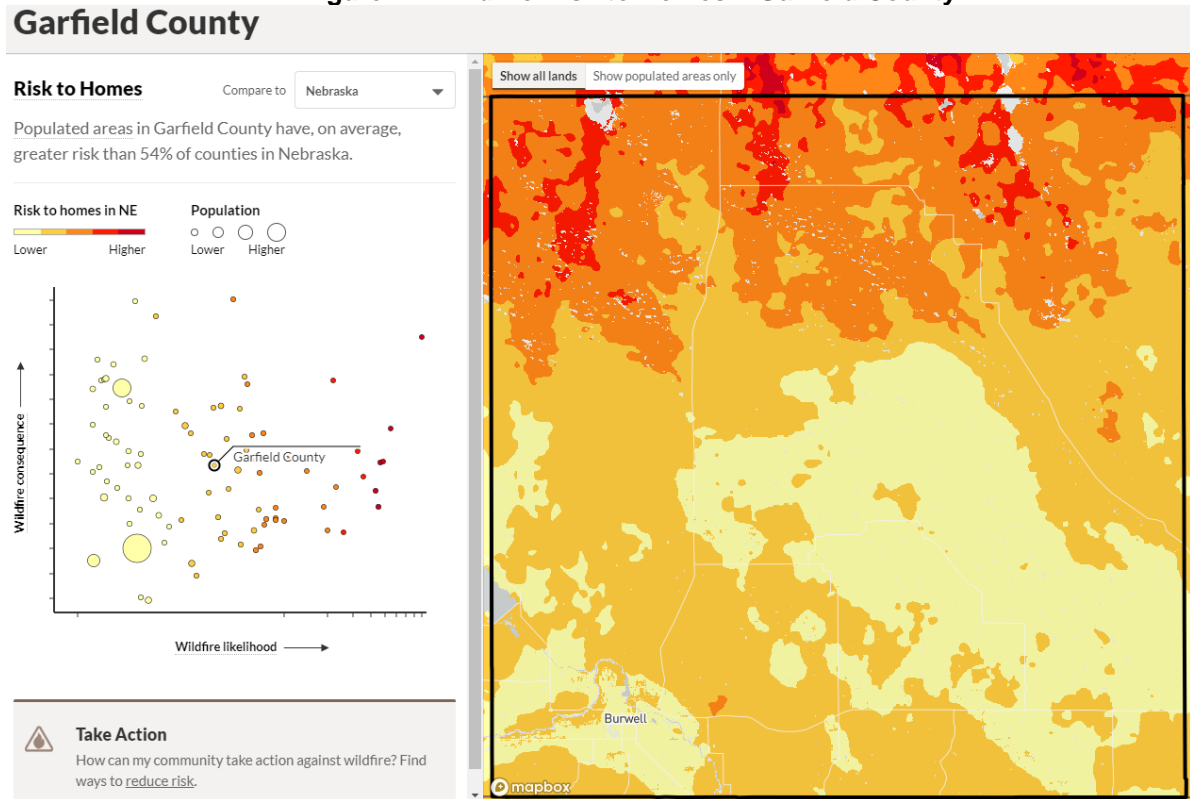 Garfield County
Risk to Homes
Compare to
Nebraska
Populated areas in Garfield County have, on average,
greater risk than 54% of counties in Nebraska.
Risk to homes in NE
Lower
Higher
Population
Lower
Higher
Wildfire consequence
Garfield County
Wildfire likelihood
Take Action
How can my community take action against wildfire? Find
ways to reduce risk.
Show all lands
Show populated areas only
Burwell
mapbox